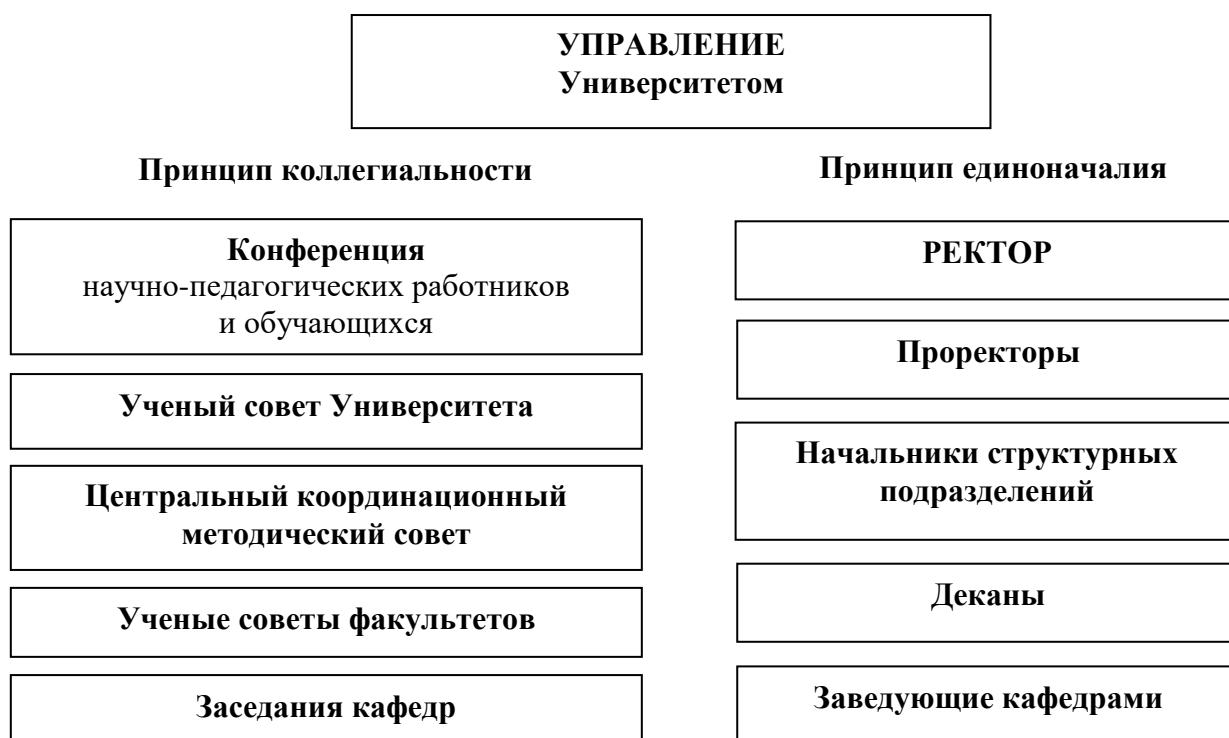 УПРАВЛЕНИЕ
Университетом
Принцип коллегиальности
Конференция
научно-педагогических работников
и обучающихся
Ученый совет Университета
Центральный координационный
методический совет
Ученые советы факультетов
Заседания кафедр
Принцип единоначалия
РЕКТОР
Проректоры
Начальники структурных
подразделений
Деканы
Заведующие кафедрами